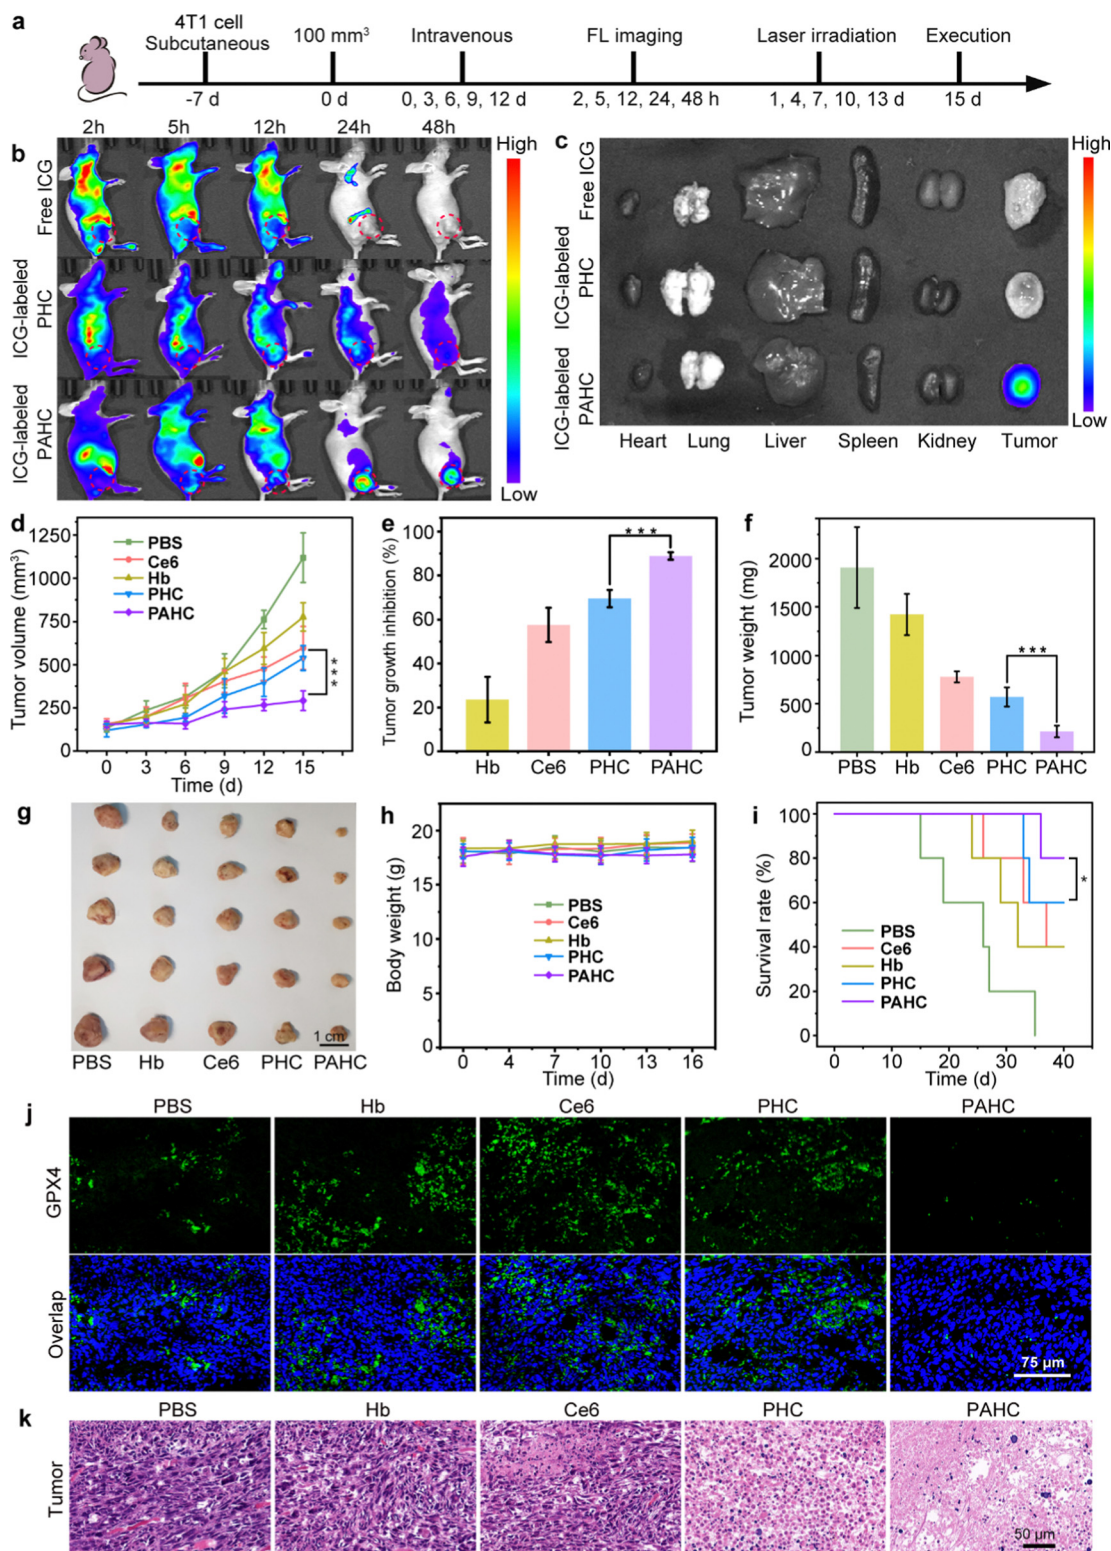 a
4T1 cell
Subcutaneous
100 mm³
Intravenous
FL imaging
Laser irradiation
Execution
-7 d
0 d
0, 3, 6, 9, 12 d
2, 5, 12, 24, 48 h
1, 4, 7, 10, 13 d
15 d
b
2h 5h 12h 24h 48h
Free ICG
ICG-labeled
PHC
ICG-labeled
PAHC
High
Low
c
Free ICG
ICG-labeled
PHC
ICG-labeled
PAHC
Heart Lung Liver Spleen Kidney Tumor
High
Low
d
Tumor volume (mm³)
1250
1000
750
500
250
0
PBS
Ce6
Hb
PHC
PAHC
***
0 3 6 9 12 15
Time (d)
e
Tumor growth inhibition (%)
100
80
60
40
20
0
***
Hb Ce6 PHC PAHC
f
Tumor weight (mg)
2000
1500
1000
500
0
***
PBS Hb Ce6 PHC PAHC
g
1 cm
PBS Hb Ce6 PHC PAHC
h
Body weight (g)
20
15
10
5
0
PBS
Ce6
Hb
PHC
PAHC
0 4 7 10 13 16
Time (d)
i
Survival rate (%)
100
80
60
40
20
0
*
PBS
Ce6
Hb
PHC
PAHC
0 10 20 30 40
Time (d)
j
PBS Hb Ce6 PHC PAHC
GPX4
Overlap
75 μm
k
PBS Hb Ce6 PHC PAHC
Tumor
50 μm